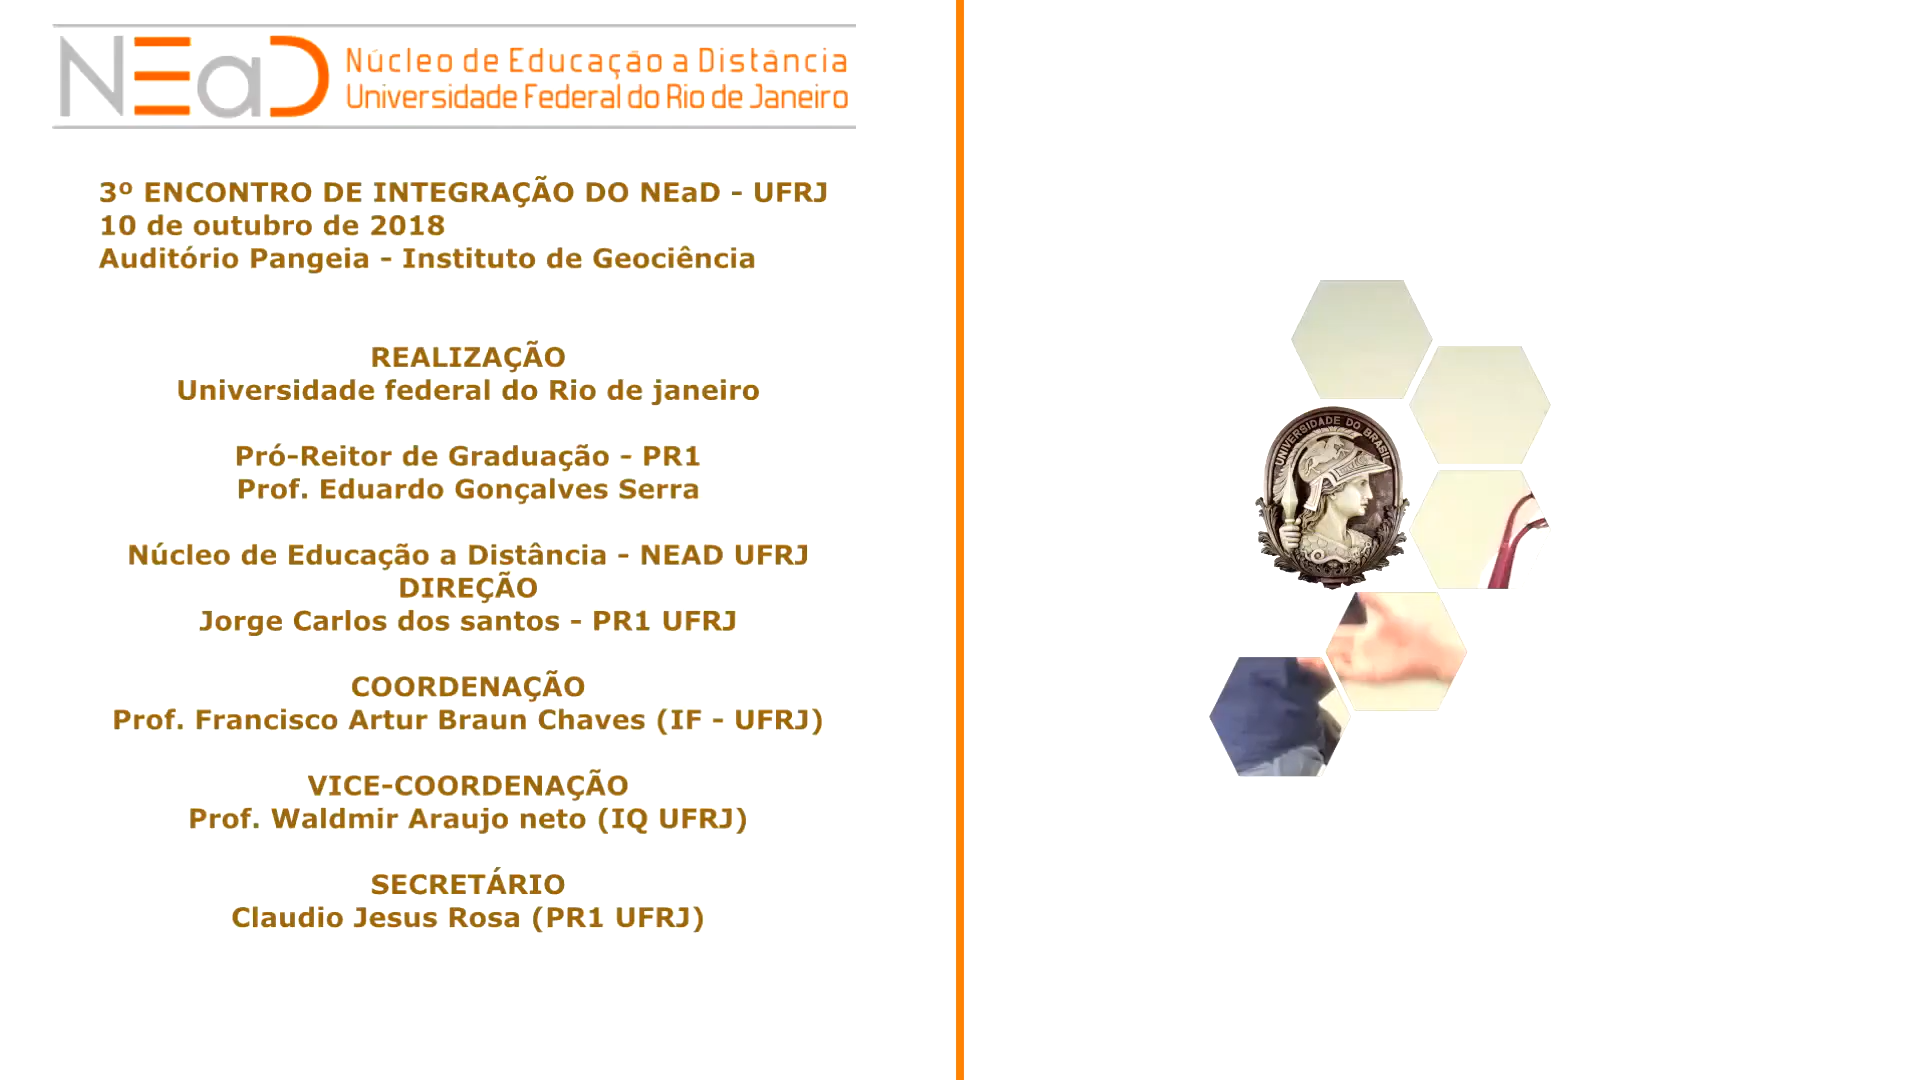 NEaD
Núcleo de Educação a Distância
Universidade Federal do Rio de Janeiro
3º ENCONTRO DE INTEGRAÇÃO DO NEaD - UFRJ
10 de outubro de 2018
Auditório Pangeia - Instituto de Geociência
REALIZAÇÃO
Universidade federal do Rio de janeiro
Pró-Reitor de Graduação - PR1
Prof. Eduardo Gonçalves Serra
Núcleo de Educação a Distância - NEAD UFRJ
DIREÇÃO
Jorge Carlos dos santos - PR1 UFRJ
COORDENAÇÃO
Prof. Francisco Artur Braun Chaves (IF - UFRJ)
VICE-COORDENAÇÃO
Prof. Waldmir Araujo neto (IQ UFRJ)
SECRETÁRIO
Claudio Jesus Rosa (PR1 UFRJ)
UNIVERSIDADE DO BRASIL